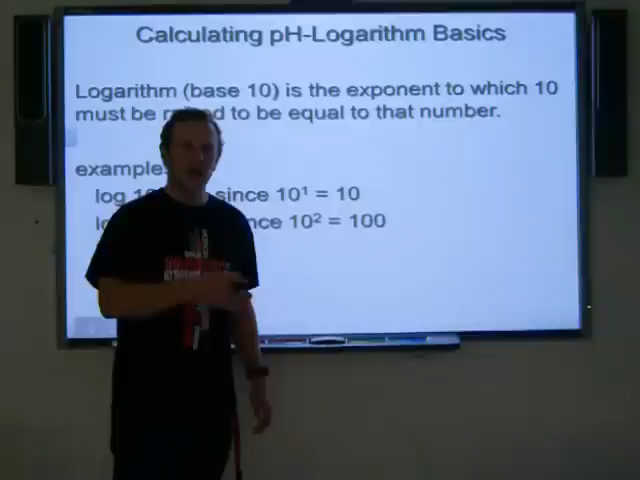 Calculating pH-Logarithm Basics
Logarithm (base 10) is the exponent to which 10
must be to be equal to that number.
example
log since 10¹ = 10
10² = 100